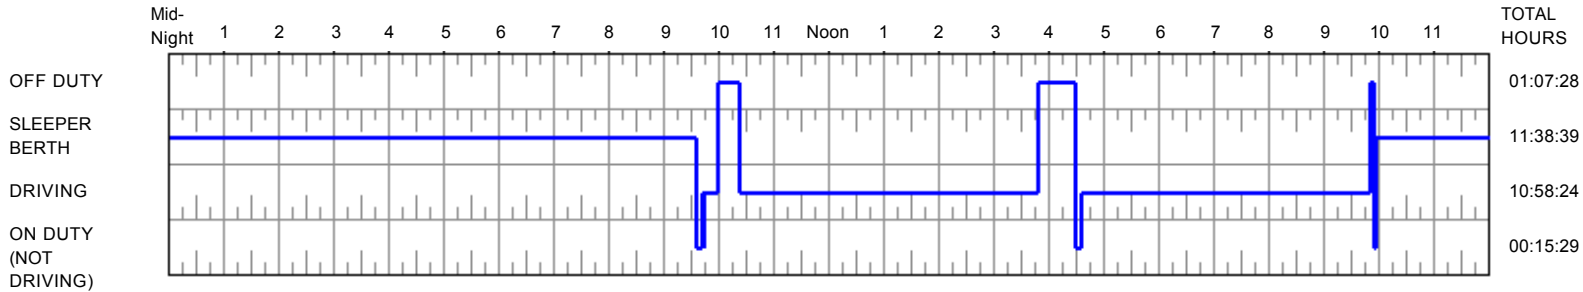 Mid-
Night 1 2 3 4 5 6 7 8 9 10 11 Noon 1 2 3 4 5 6 7 8 9 10 11 TOTAL
HOURS
OFF DUTY 01:07:28
SLEEPER
BERTH 11:38:39
DRIVING 10:58:24
ON DUTY
(NOT 00:15:29
DRIVING)